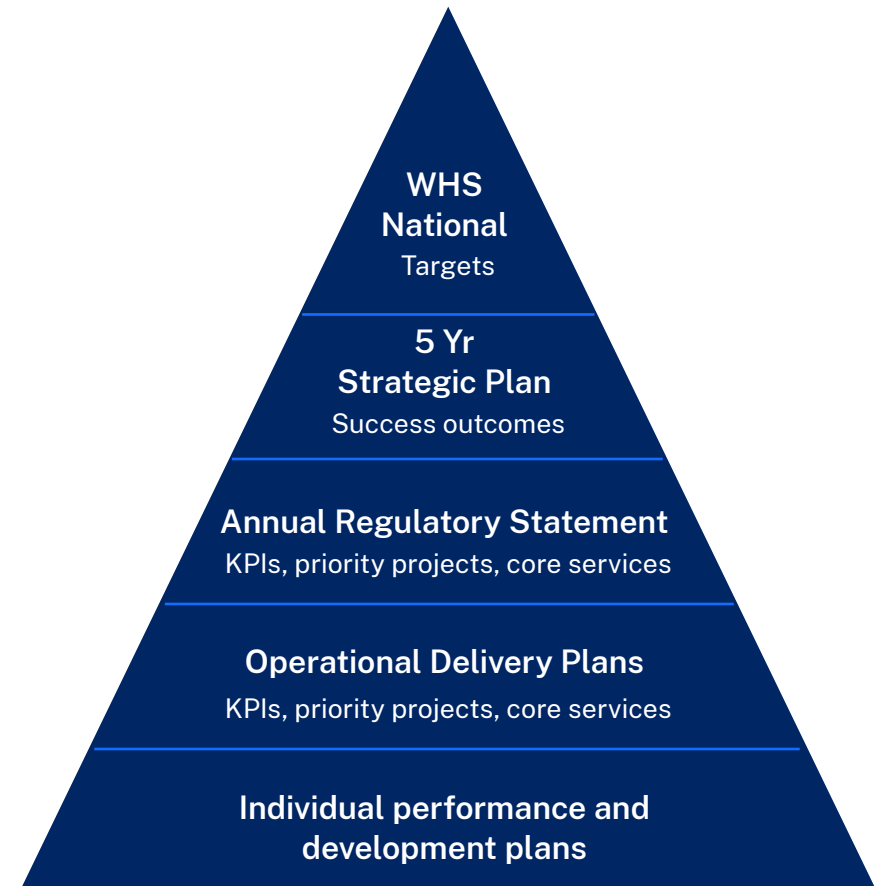 WHS
National
Targets
5 Yr
Strategic Plan
Success outcomes
Annual Regulatory Statement
KPIs, priority projects, core services
Operational Delivery Plans
KPIs, priority projects, core services
Individual performance and
development plans